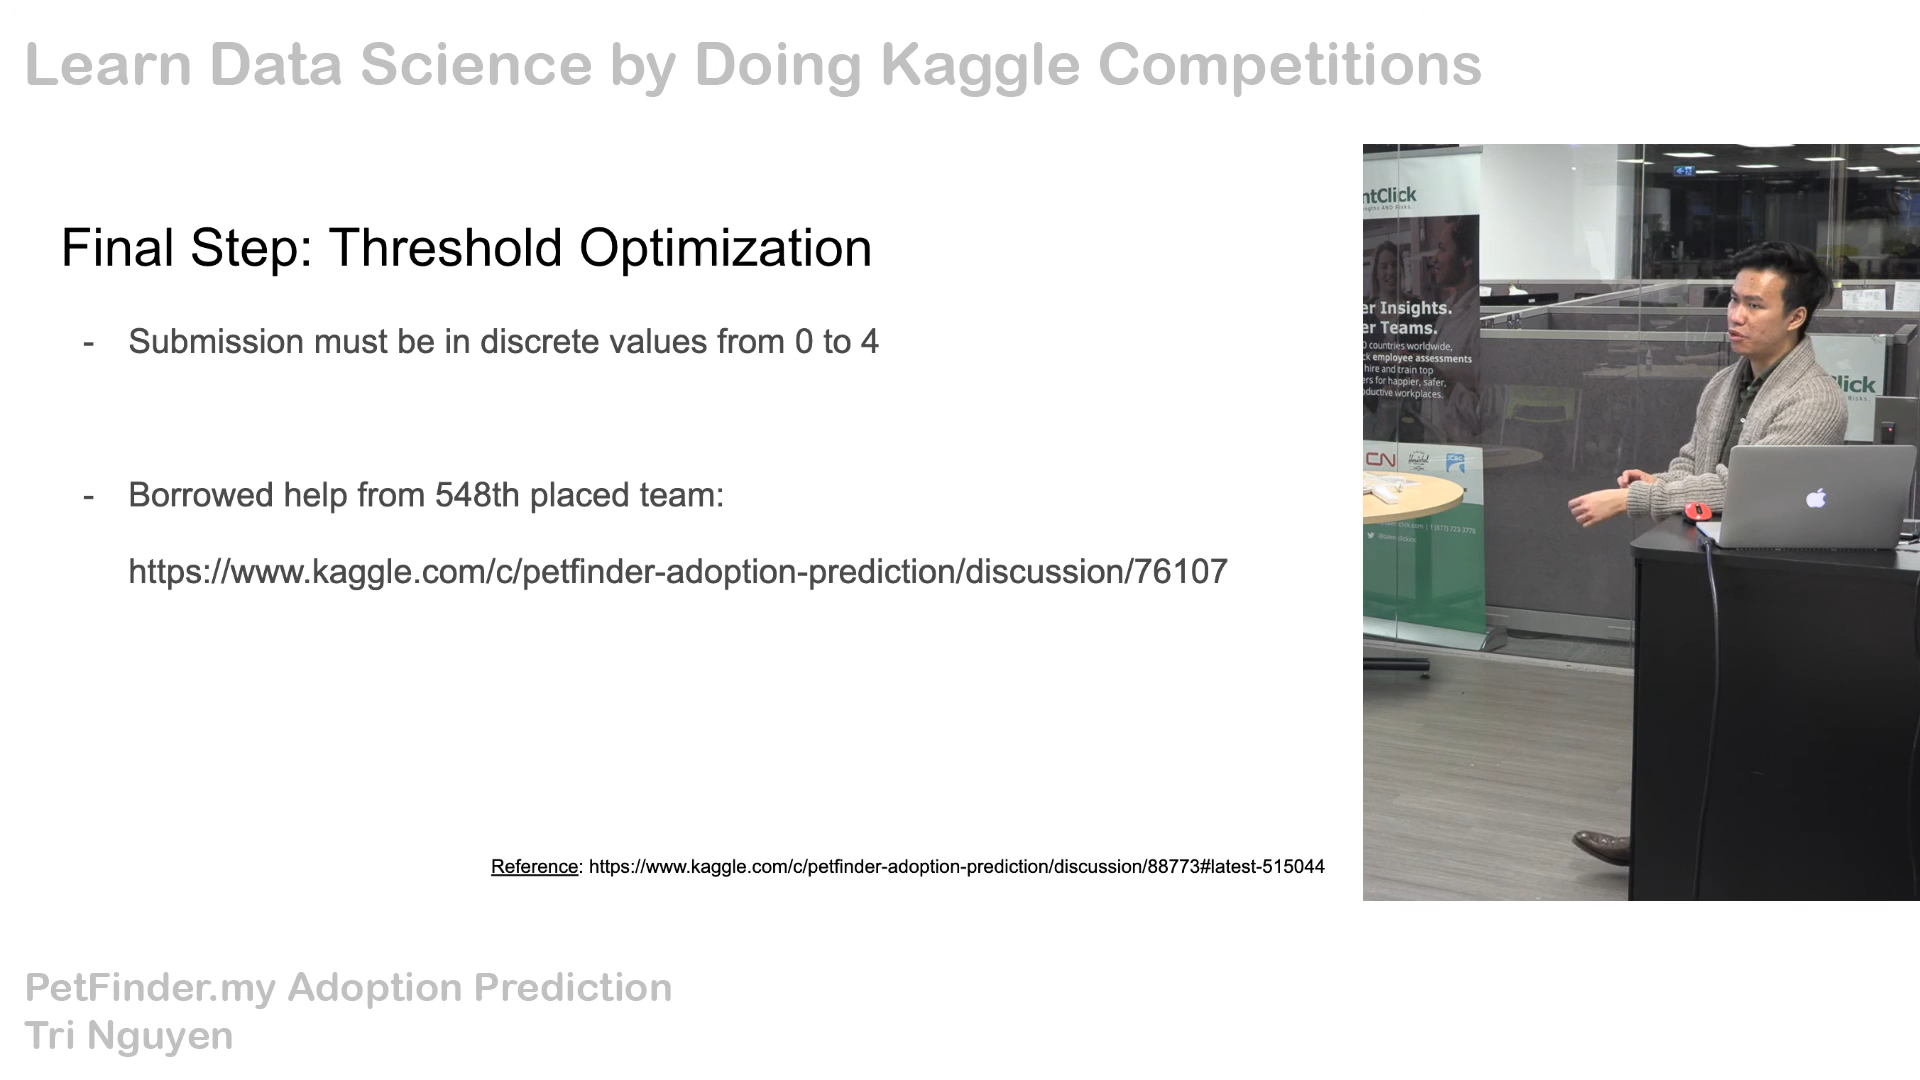 Learn Data Science by Doing Kaggle Competitions
Final Step: Threshold Optimization
- Submission must be in discrete values from 0 to 4
- Borrowed help from 548th placed team:
https://www.kaggle.com/c/petfinder-adoption-prediction/discussion/76107
Reference: https://www.kaggle.com/c/petfinder-adoption-prediction/discussion/88773#latest-515044
ntClick
er Insights.
er Teams.
countries worldwide,
employee assessments
hire and train top
ers for happier, safer,
ductive workplaces.
CN
lick
PetFinder.my Adoption Prediction
Tri Nguyen